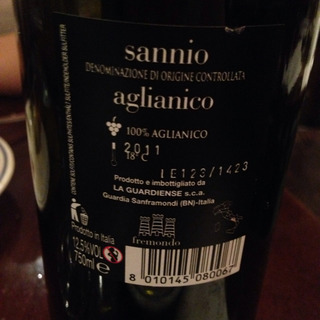 sannio
DENOMINAZIONE DI ORIGINE CONTROLLATA
aglianico
100% AGLIANICO
2011
18°C
LE123/1423
Prodotto e imbottigliato da
LA GUARDIENSE s.c.a.
Guardia Sanframondi (BN)-Italia
fremondo
Prodotto in Italia
12,5%VOL
750ml e
8 010145 080067